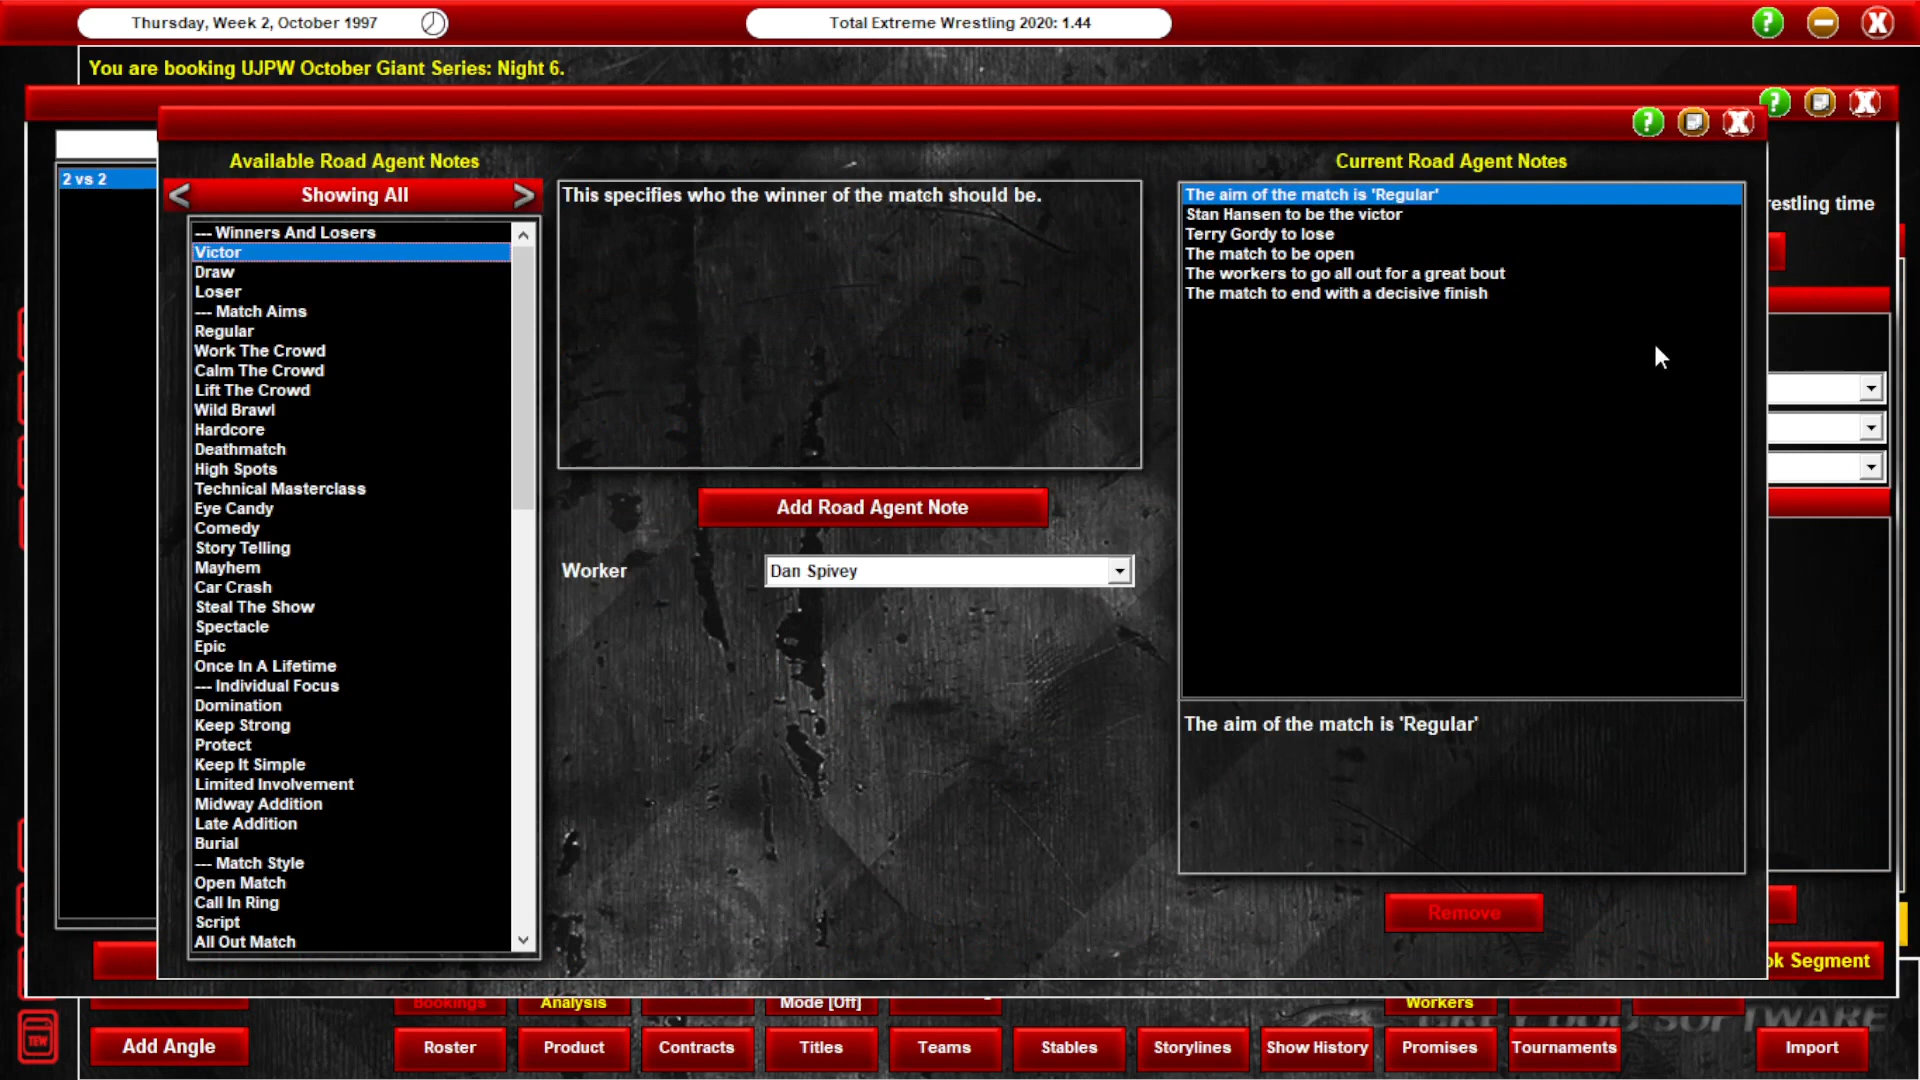 Thursday, Week 2, October 1997
Total Extreme Wrestling 2020: 1.44
You are booking UJPW October Giant Series: Night 6.
Available Road Agent Notes
Showing All
--- Winners And Losers
Victor
Draw
Loser
--- Match Aims
Regular
Work The Crowd
Calm The Crowd
Lift The Crowd
Wild Brawl
Hardcore
Deathmatch
High Spots
Technical Masterclass
Eye Candy
Comedy
Story Telling
Mayhem
Car Crash
Steal The Show
Spectacle
Epic
Once In A Lifetime
--- Individual Focus
Domination
Keep Strong
Protect
Keep It Simple
Limited Involvement
Midway Addition
Late Addition
Burial
--- Match Style
Open Match
Call In Ring
Script
All Out Match
2 vs 2
This specifies who the winner of the match should be.
Add Road Agent Note
Worker
Dan Spivey
Current Road Agent Notes
The aim of the match is 'Regular'
Stan Hansen to be the victor
Terry Gordy to lose
The match to be open
The workers to go all out for a great bout
The match to end with a decisive finish
The aim of the match is 'Regular'
Remove
restling time
ok Segment
Bookings
Analysis
Mode [Off]
Workers
GREY DOG SOFTWARE
TEW
Add Angle
Roster
Product
Contracts
Titles
Teams
Stables
Storylines
Show History
Promises
Tournaments
Import